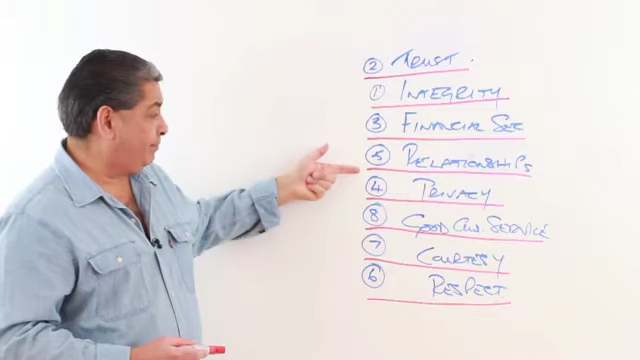 ② TRUST.
① INTEGRITY
③ FINANCIAL SEC
⑤ RELATIONSHIPS
④ PRIVACY
⑧ GOOD CUS. SERVICE
⑦ COURTESY
⑥ RESPECT